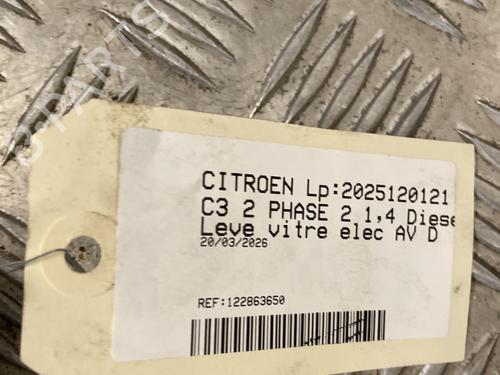 CITROEN Lp:2025120121
C3 2 PHASE 2 1,4 Diese
Leve vitre elec AV D
20/03/2026
REF:122863650
B-PARTS